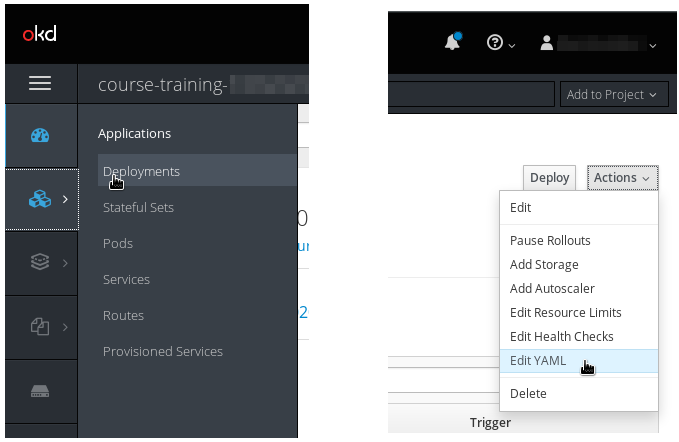 okd
course-training-
Applications
Deployments
Stateful Sets
Pods
Services
Routes
Provisioned Services
Add to Project
Deploy
Actions
Edit
Pause Rollouts
Add Storage
Add Autoscaler
Edit Resource Limits
Edit Health Checks
Edit YAML
Delete
Trigger